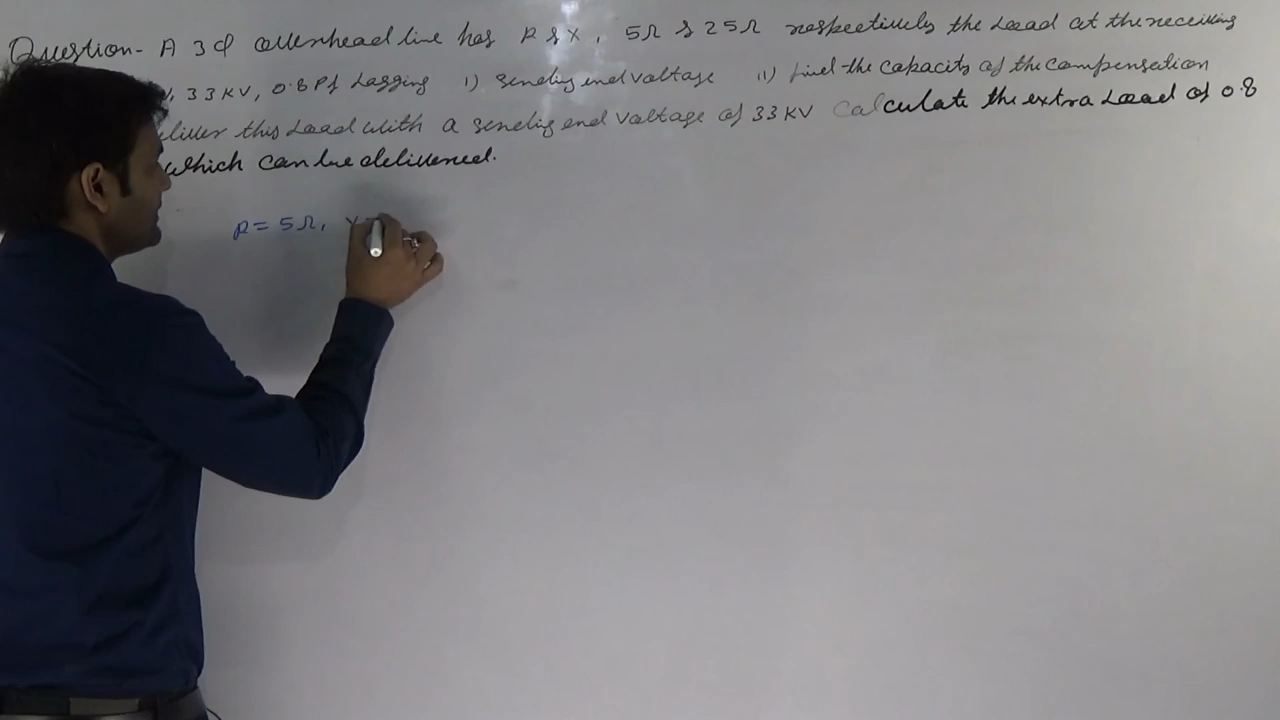 Question - A 3 φ overhead line has R & X, 5Ω & 25Ω respectively the Load at the receiving
33 KV, 0.8 Pf Lagging i) Sending end voltage ii) find the capacity of the compensation
this Load with a sending end voltage of 33 KV Calculate the extra Load of 0.8
which can be delivered.
R = 5Ω, X =